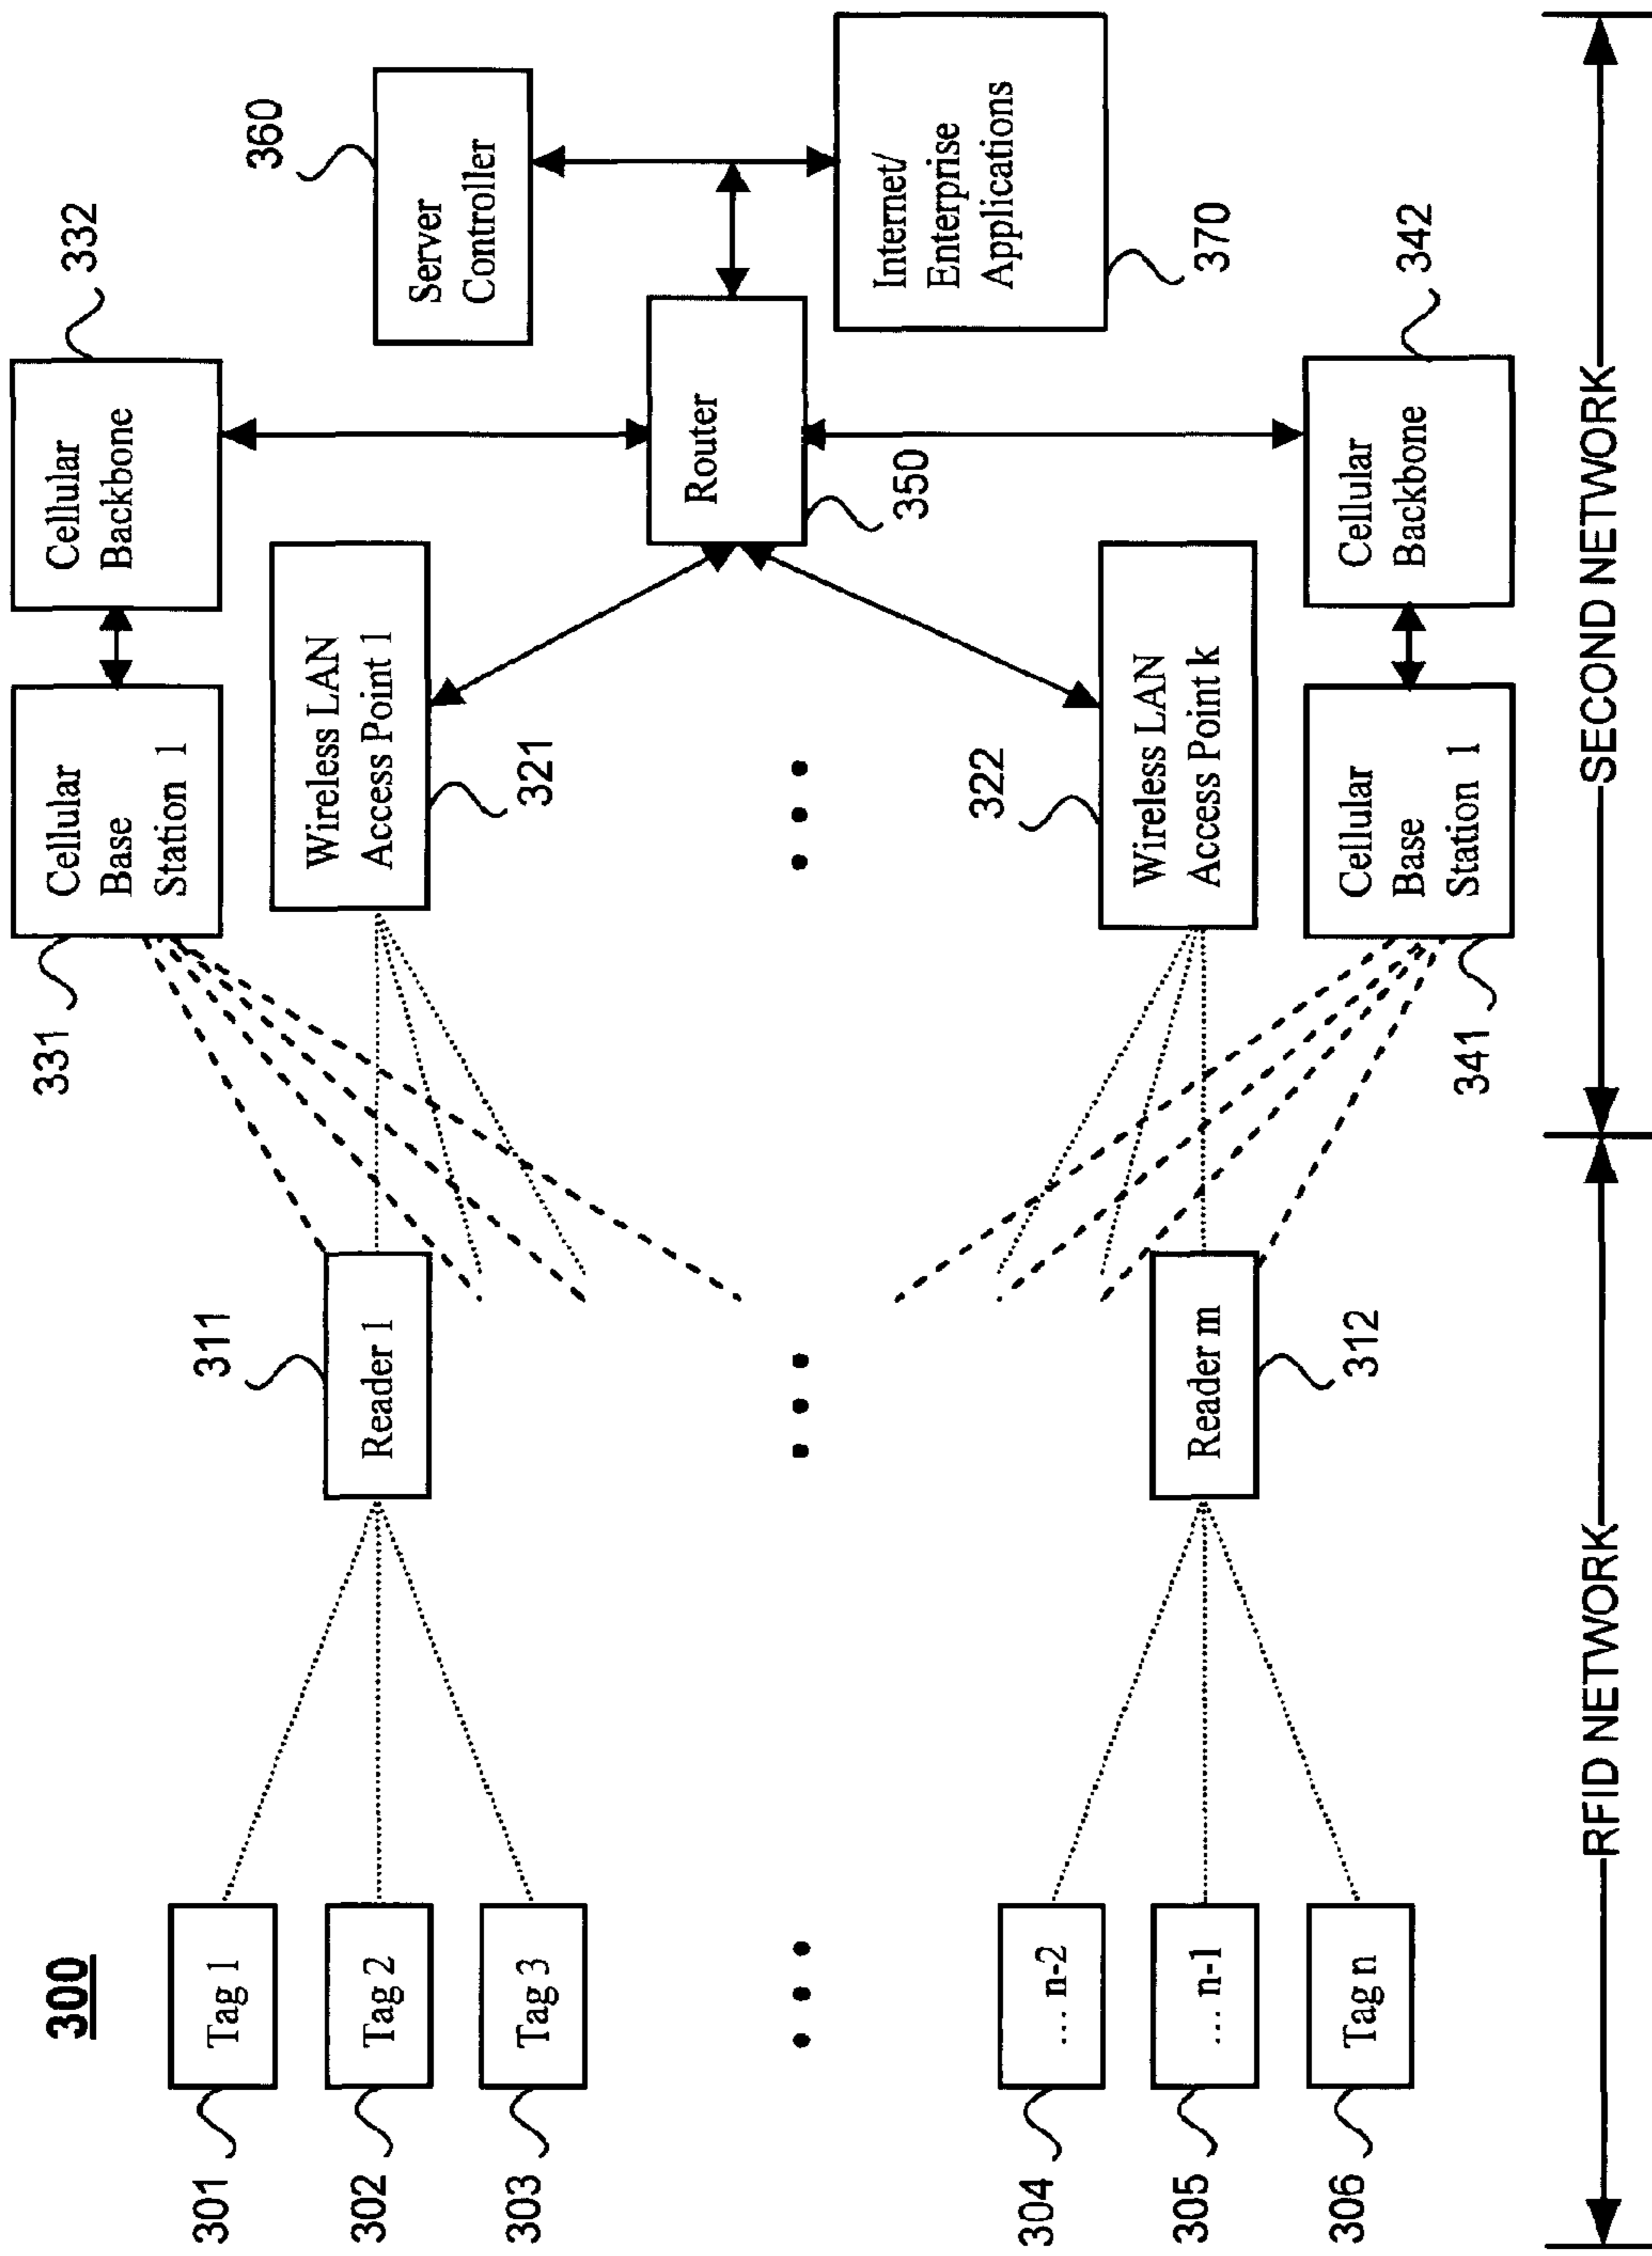 300
301
Tag 1
302
Tag 2
303
Tag 3
304
... n-2
305
... n-1
306
Tag n
311
Reader 1
Reader m
312
331
Cellular
Base
Station 1
332
Cellular
Backbone
Wireless LAN
Access Point 1
321
322
Wireless LAN
Access Point k
341
Cellular
Base
Station 1
342
Cellular
Backbone
Router
350
360
Server
Controller
Internet/
Enterprise
Applications
370
RFID NETWORK
SECOND NETWORK